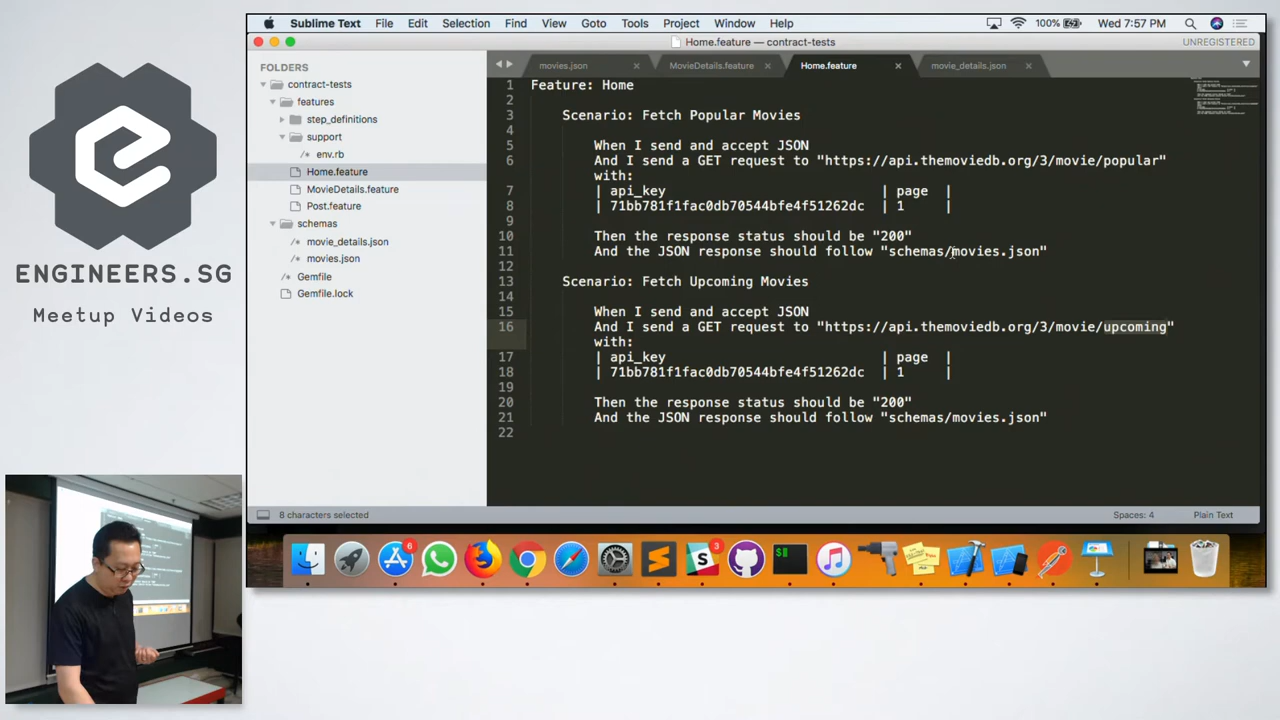 Sublime Text File Edit Selection Find View Goto Tools Project Window Help 100% Wed 7:57 PM
Home.feature — contract-tests UNREGISTERED
FOLDERS
contract-tests
features
step_definitions
support
env.rb
Home.feature
MovieDetails.feature
Post.feature
schemas
movie_details.json
movies.json
Gemfile
Gemfile.lock
movies.json MovieDetails.feature Home.feature movie_details.json
1 Feature: Home
2
3 Scenario: Fetch Popular Movies
4
5 When I send and accept JSON
6 And I send a GET request to "https://api.themoviedb.org/3/movie/popular"
with:
7 | api_key | page |
8 | 71bb781f1fac0db70544bfe4f51262dc | 1 |
9
10 Then the response status should be "200"
11 And the JSON response should follow "schemas/movies.json"
12
13 Scenario: Fetch Upcoming Movies
14
15 When I send and accept JSON
16 And I send a GET request to "https://api.themoviedb.org/3/movie/upcoming"
with:
17 | api_key | page |
18 | 71bb781f1fac0db70544bfe4f51262dc | 1 |
19
20 Then the response status should be "200"
21 And the JSON response should follow "schemas/movies.json"
22
8 characters selected Spaces: 4 Plain Text
6
3
$
ENGINEERS.SG
Meetup Videos